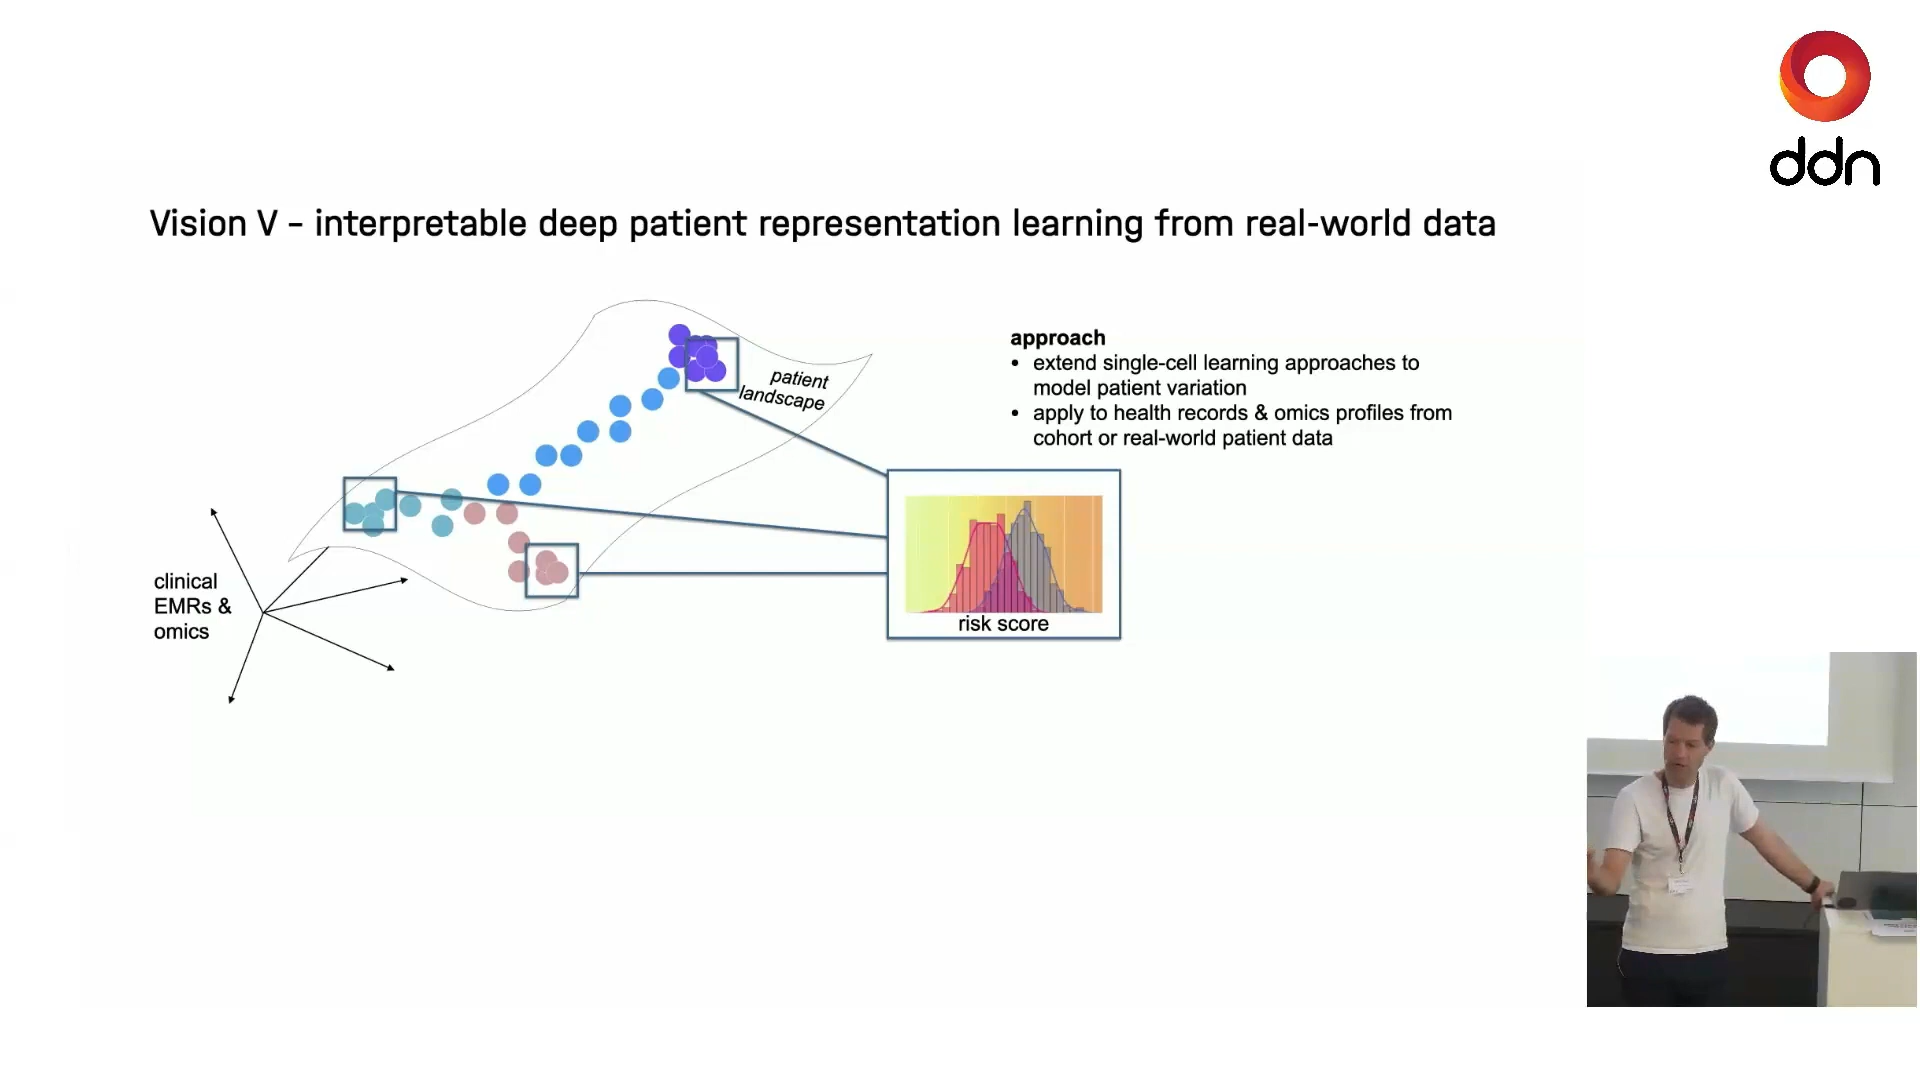 ddn
Vision V – interpretable deep patient representation learning from real-world data
patient
landscape
approach
• extend single-cell learning approaches to
model patient variation
• apply to health records & omics profiles from
cohort or real-world patient data
clinical
EMRs &
omics
risk score